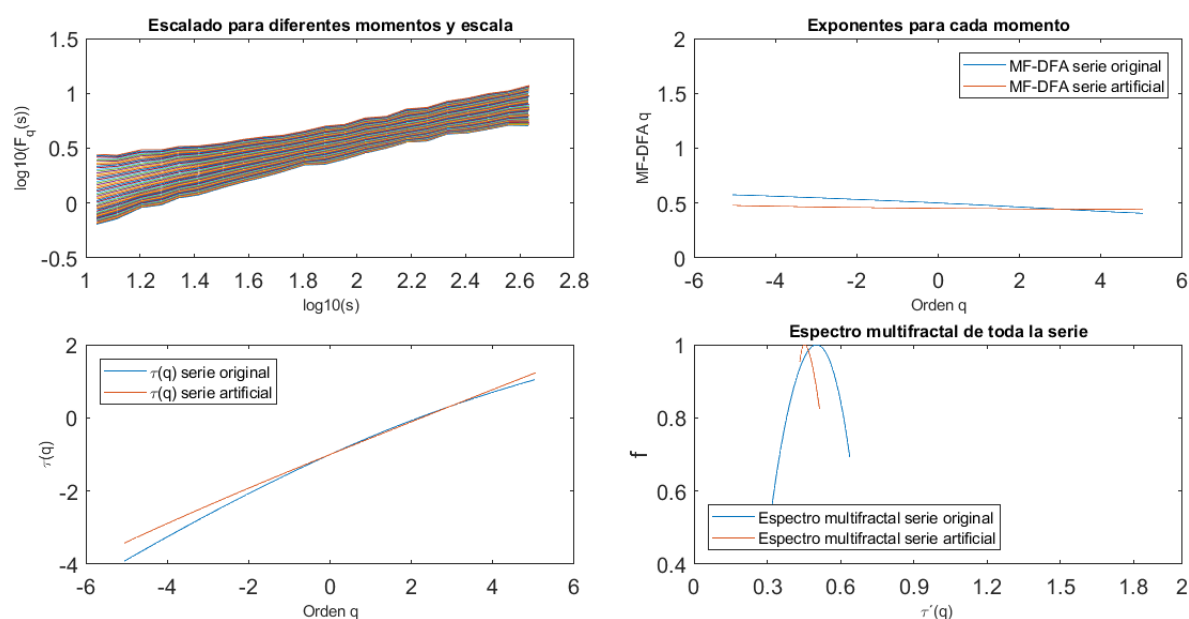 Escalado para diferentes momentos y escala
1.5
1
0.5
0
-0.5
log10(F_q(s))
1 1.2 1.4 1.6 1.8 2 2.2 2.4 2.6 2.8
log10(s)
Exponentes para cada momento
2
1.5
1
0.5
0
MF-DFA q
MF-DFA serie original
MF-DFA serie artificial
-6 -4 -2 0 2 4 6
Orden q
2
0
-2
-4
τ(q)
τ(q) serie original
τ(q) serie artificial
-6 -4 -2 0 2 4 6
Orden q
Espectro multifractal de toda la serie
1
0.8
0.6
0.4
f
Espectro multifractal serie original
Espectro multifractal serie artificial
0 0.3 0.6 0.9 1.2 1.5 1.8 2
τ´(q)